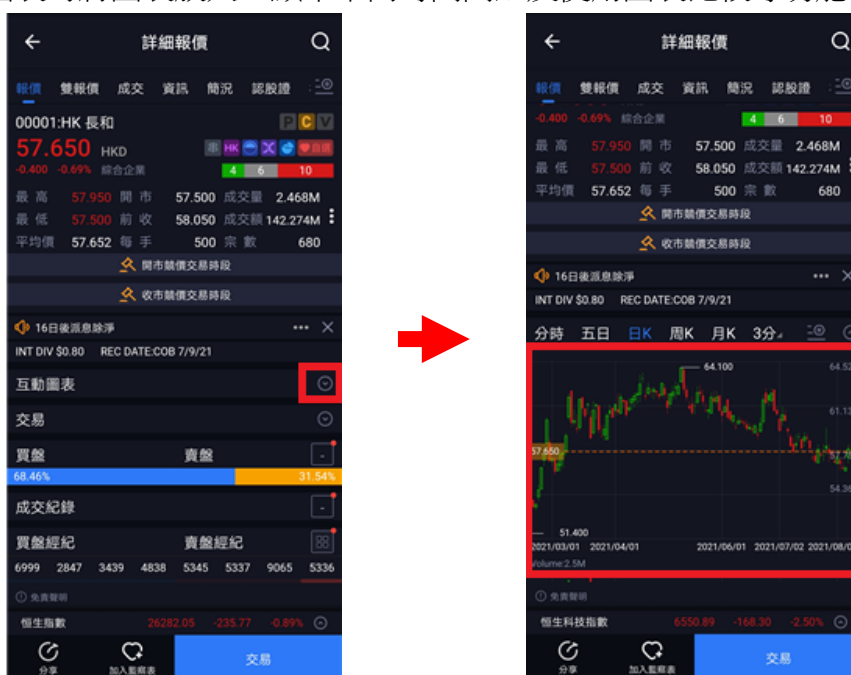 詳細報價
報價 雙報價 成交 資訊 簡況 認股證
00001:HK 長和 P C V
57.650 HKD 串 HK 自選
-0.400 -0.69% 綜合企業 4 6 10
最 高 57.950 開 市 57.500 成交量 2.468M
最 低 57.500 前 收 58.050 成交額 142.274M
平均價 57.652 每 手 500 宗 數 680
開市競價交易時段
收市競價交易時段
16日後派息除淨
INT DIV $0.80 REC DATE:COB 7/9/21
互動圖表
交易
買盤 賣盤
68.46% 31.54%
成交紀錄
買盤經紀 賣盤經紀
6999 2847 3439 4838 5345 5337 9065 5336
免責聲明
恒生指數 26282.05 -235.77 -0.89%
分享 加入監察表 交易
詳細報價
報價 雙報價 成交 資訊 簡況 認股證
-0.400 -0.69% 綜合企業 4 6 10
最 高 57.950 開 市 57.500 成交量 2.468M
最 低 57.500 前 收 58.050 成交額 142.274M
平均價 57.652 每 手 500 宗 數 680
開市競價交易時段
收市競價交易時段
16日後派息除淨
INT DIV $0.80 REC DATE:COB 7/9/21
分時 五日 日K 周K 月K 3分
64.100
61.12
57.650
54.36
51.400
2021/03/01 2021/04/01 2021/06/01 2021/07/02 2021/08/0
Volume:2.5M
免責聲明
恒生科技指數 6550.89 -168.30 -2.50%
分享 加入監察表 交易